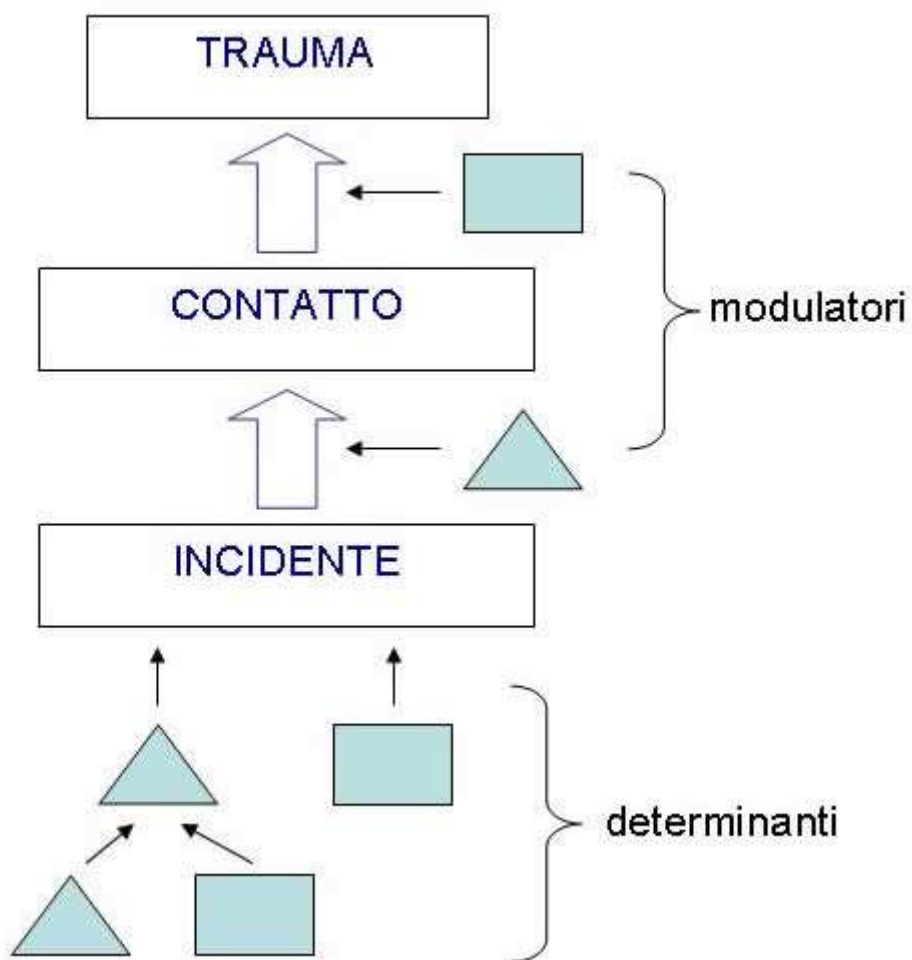 TRAUMA
CONTATTO
modulatori
INCIDENTE
determinanti